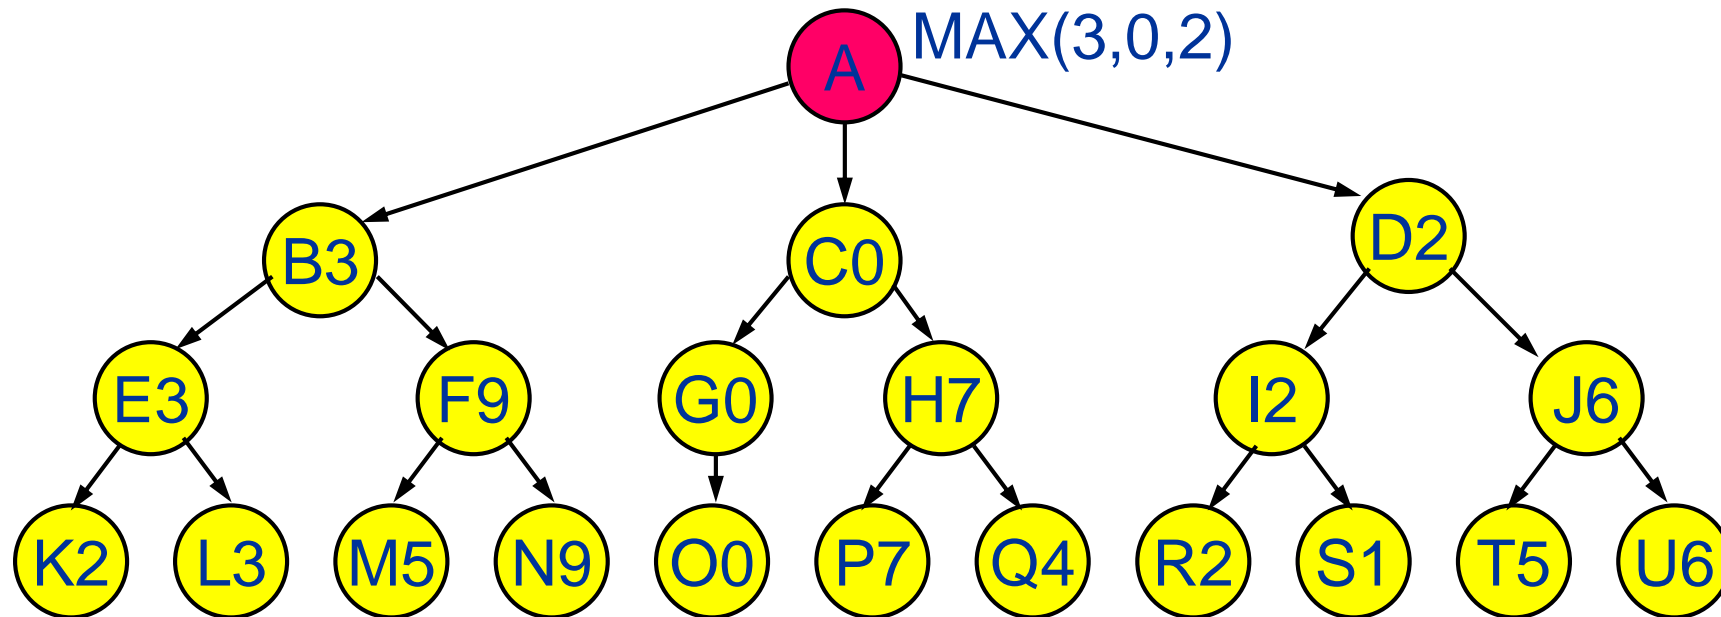 A MAX(3,0,2)
B3 C0 D2
E3 F9 G0 H7 I2 J6
K2 L3 M5 N9 O0 P7 Q4 R2 S1 T5 U6